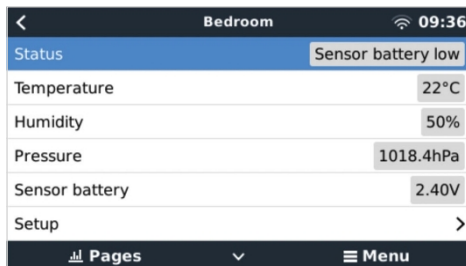 Bedroom 09:36
Status Sensor battery low
Temperature 22°C
Humidity 50%
Pressure 1018.4hPa
Sensor battery 2.40V
Setup
Pages Menu